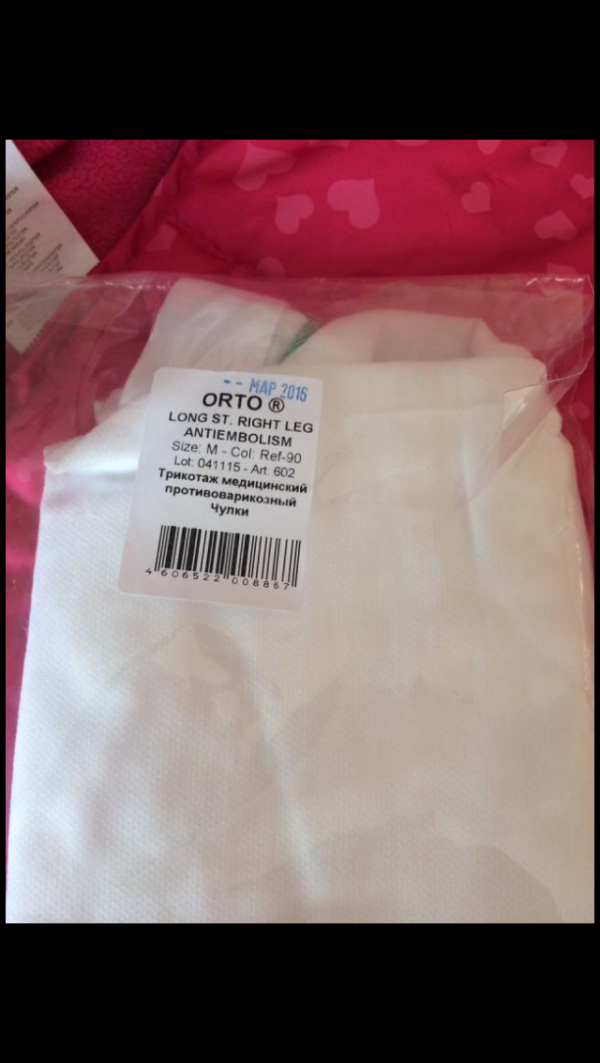 МАР 2016
ORTO ®
LONG ST. RIGHT LEG
ANTIEMBOLISM
Size: M - Col: Ref-90
Lot: 041115 - Art: 602
Трикотаж медицинский
противоварикозный
Чулки
4 606522 008867